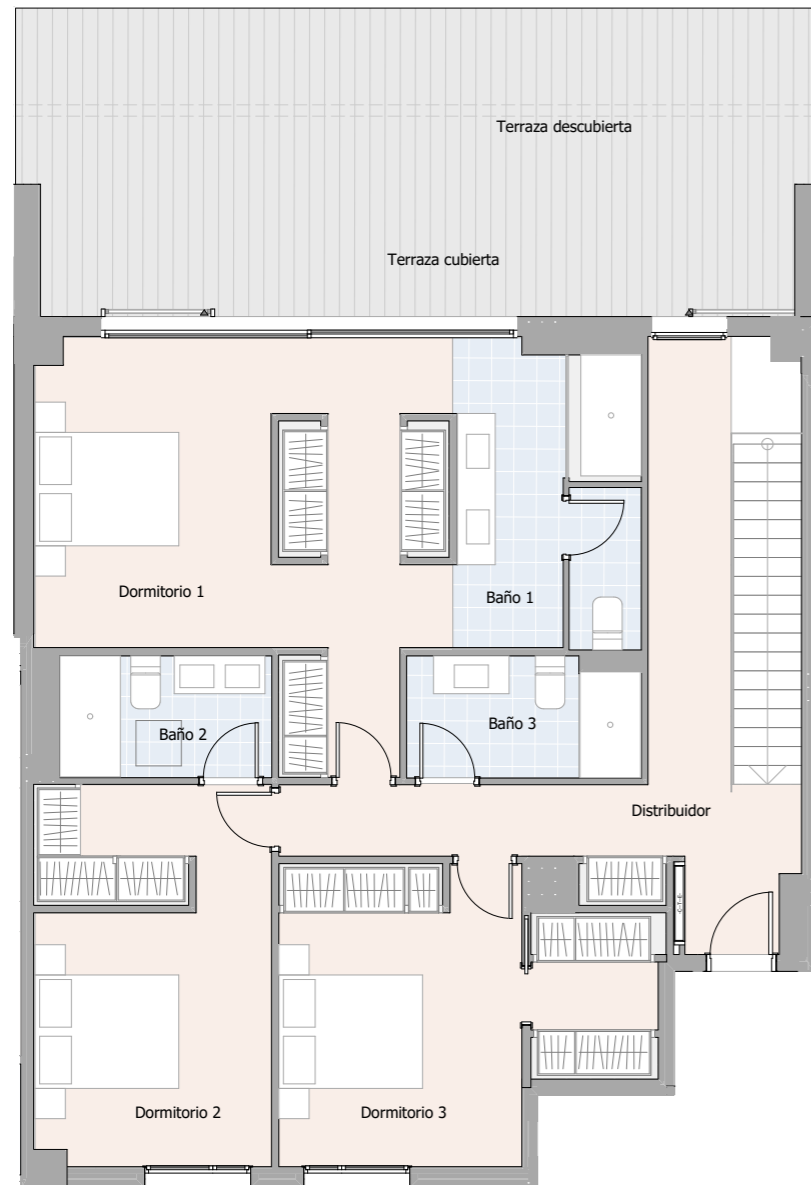 Terraza descubierta
Terraza cubierta
Dormitorio 1
Baño 1
Baño 2
Baño 3
Distribuidor
Dormitorio 2
Dormitorio 3